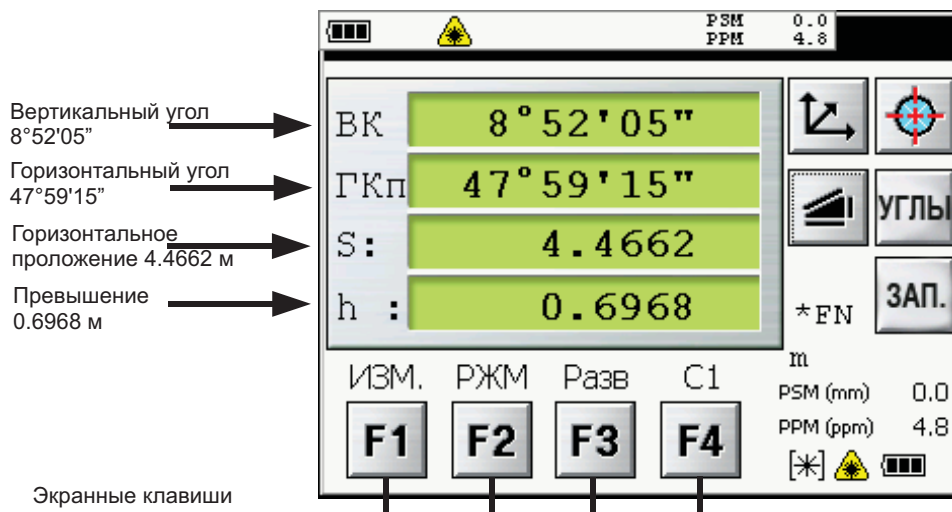 PSM 0.0
PPM 4.8
Вертикальный угол
8°52'05”
ВК 8°52'05"
Горизонтальный угол
47°59'15”
ГКп 47°59'15"
УГЛЫ
Горизонтальное
проложение 4.4662 м
S: 4.4662
Превышение
0.6968 м
h : 0.6968
*FN
ЗАП.
m
ИЗМ. РЖМ Разв С1
PSM (mm) 0.0
F1 F2 F3 F4
PPM (ppm) 4.8
[*]
Экранные клавиши